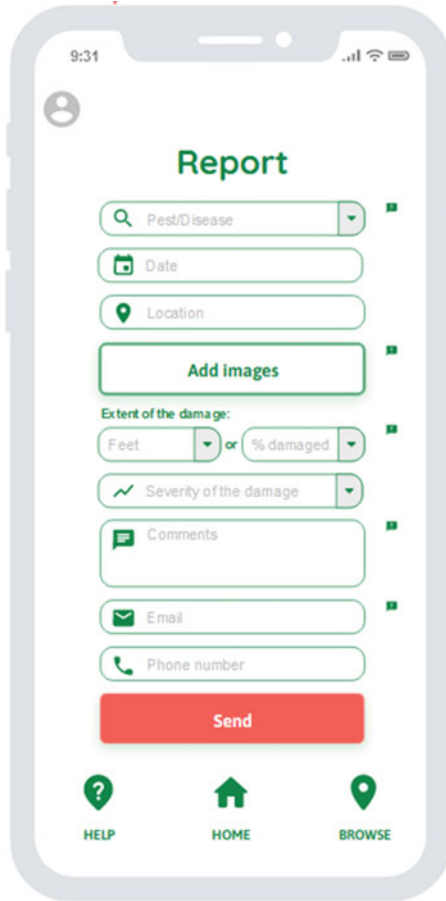 9:31
Report
Pest/Disease
Date
Location
Add images
Extent of the damage:
Feet or % damaged
Severity of the damage
Comments
Email
Phone number
Send
HELP HOME BROWSE